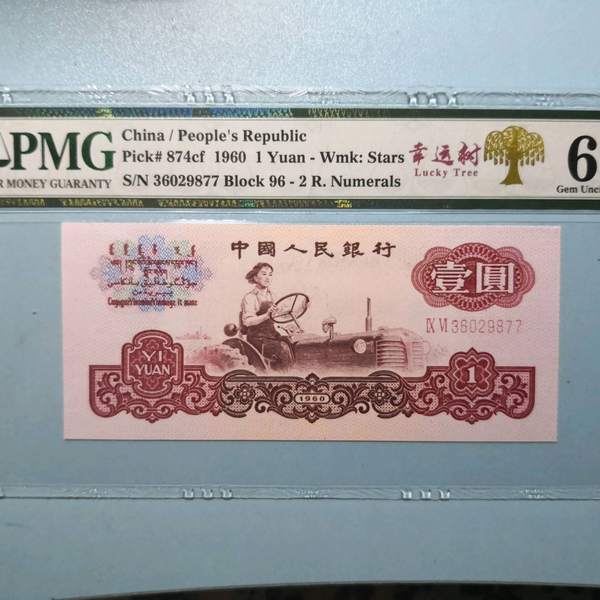 PMG
R MONEY GUARANTY
China / People's Republic
Pick# 874cf 1960 1 Yuan - Wmk: Stars
S/N 36029877 Block 96 - 2 R. Numerals
幸运树
Lucky Tree
6
Gem Unc
中國人民銀行
壹圓
IX VI 36029877
YI
YUAN
1960
1